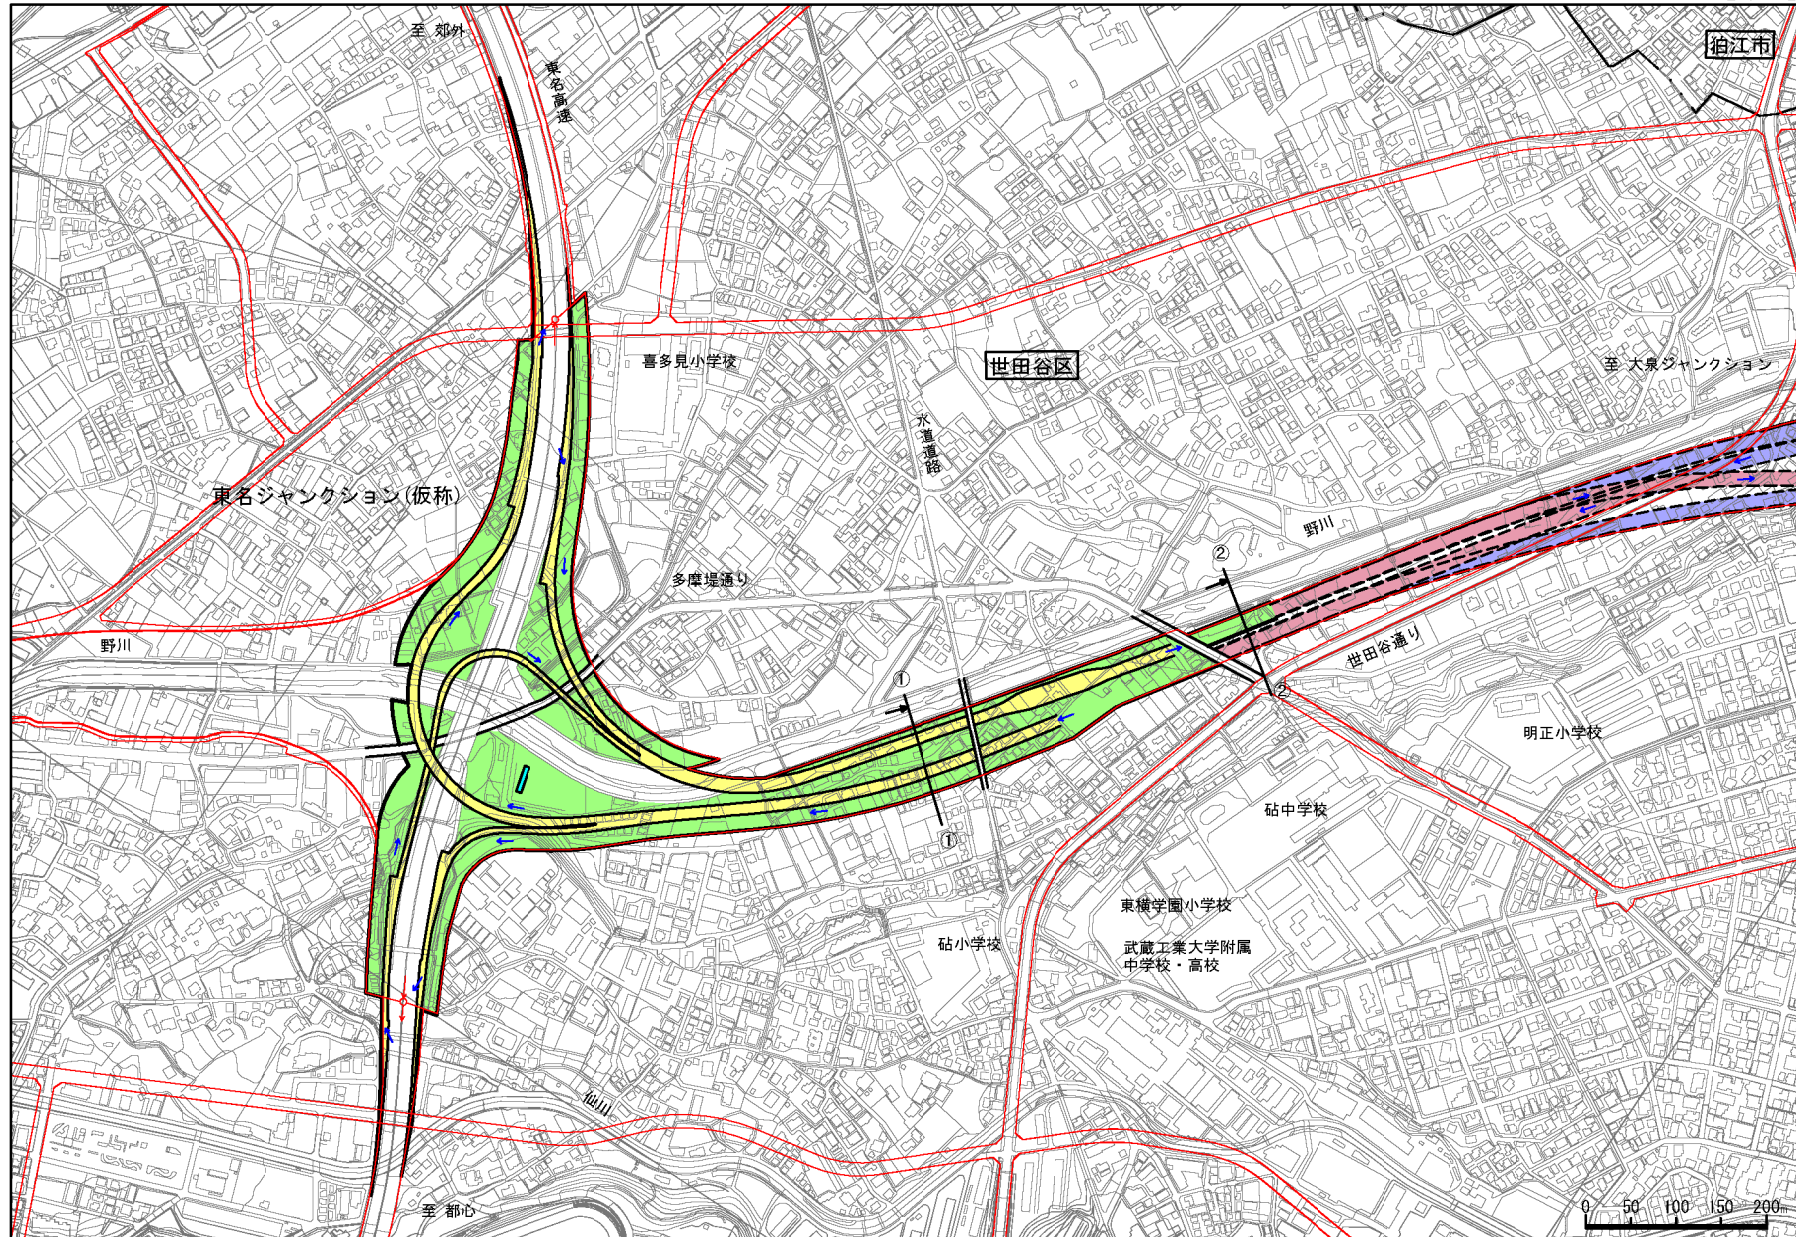 至 郊外
東名高速
狛江市
喜多見小学校
世田谷区
至 大泉ジャンクション
水道道路
東名ジャンクション(仮称)
野川
②
多摩堤通り
野川
世田谷通り
①
②
明正小学校
砧中学校
①
東横学園小学校
砧小学校
武蔵工業大学附属
中学校・高校
仙川
至 都心
0 50 100 150 200m